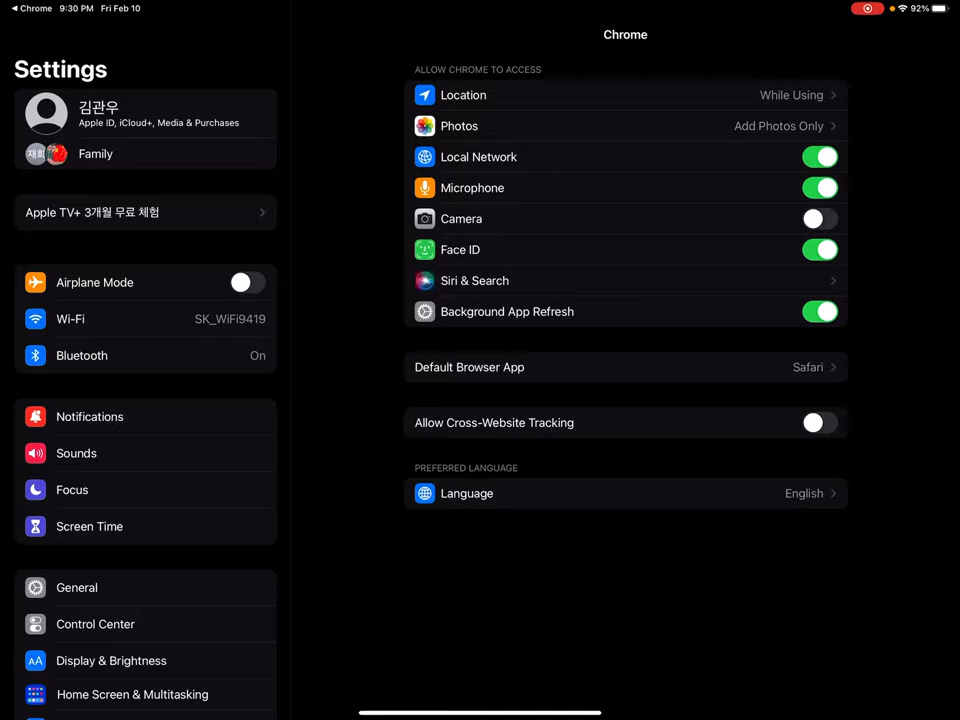 ◀ Chrome 9:30 PM Fri Feb 10
92%
Settings
김관우
Apple ID, iCloud+, Media & Purchases
재희
Family
Apple TV+ 3개월 무료 체험
Airplane Mode
Wi-Fi SK_WiFi9419
Bluetooth On
Notifications
Sounds
Focus
Screen Time
General
Control Center
AA Display & Brightness
Home Screen & Multitasking
Chrome
ALLOW CHROME TO ACCESS
Location While Using
Photos Add Photos Only
Local Network
Microphone
Camera
Face ID
Siri & Search
Background App Refresh
Default Browser App Safari
Allow Cross-Website Tracking
PREFERRED LANGUAGE
Language English